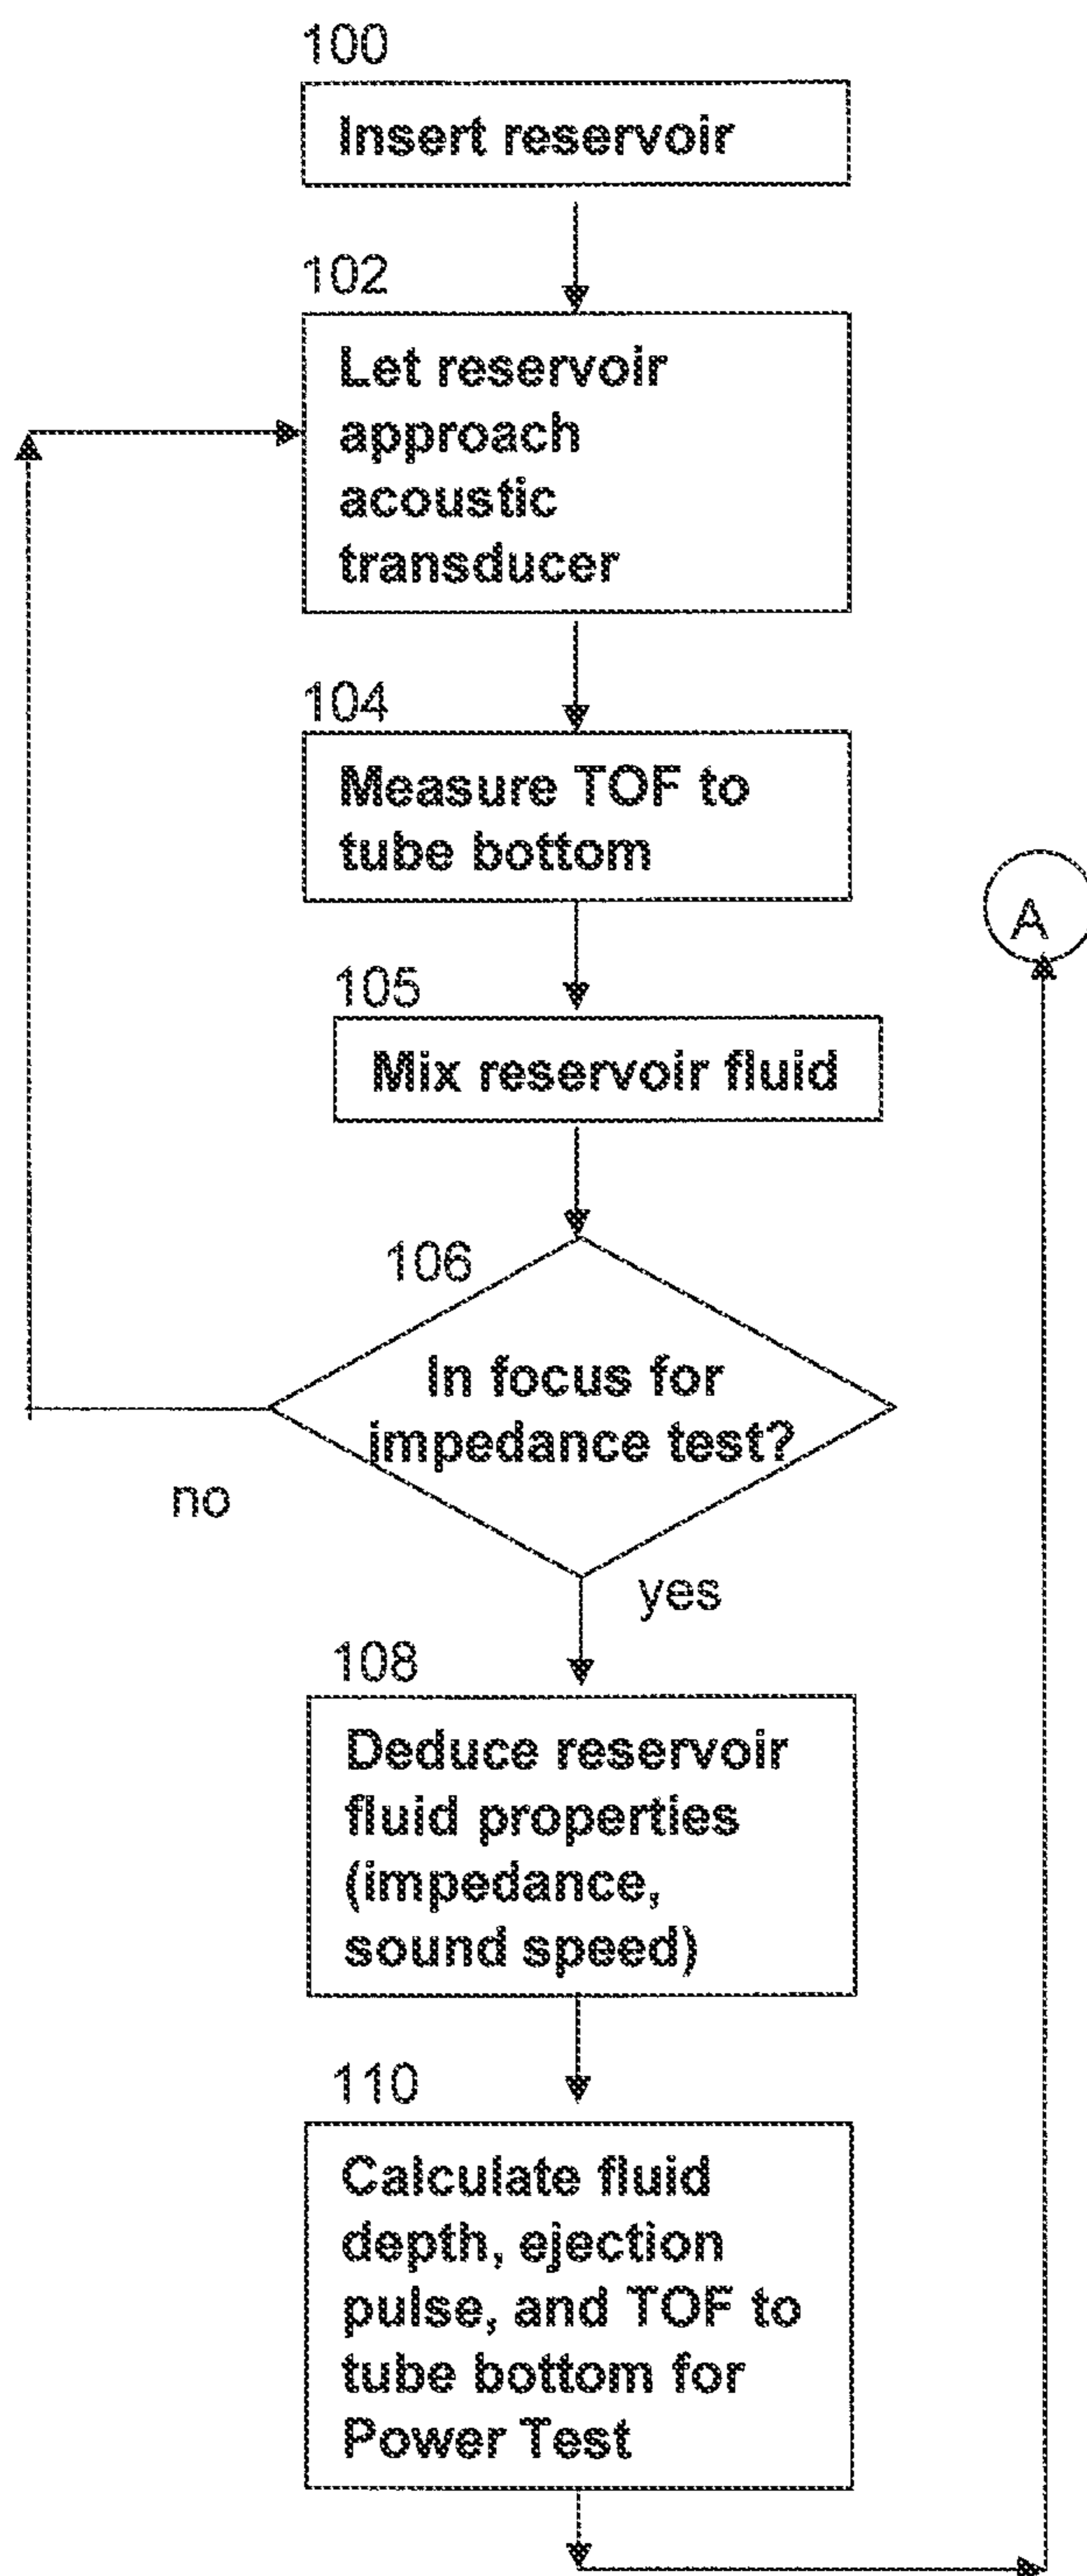 100
Insert reservoir
102
Let reservoir
approach
acoustic
transducer
104
Measure TOF to
tube bottom
A
105
Mix reservoir fluid
106
In focus for
impedance test?
no
yes
108
Deduce reservoir
fluid properties
(impedance,
sound speed)
110
Calculate fluid
depth, ejection
pulse, and TOF to
tube bottom for
Power Test